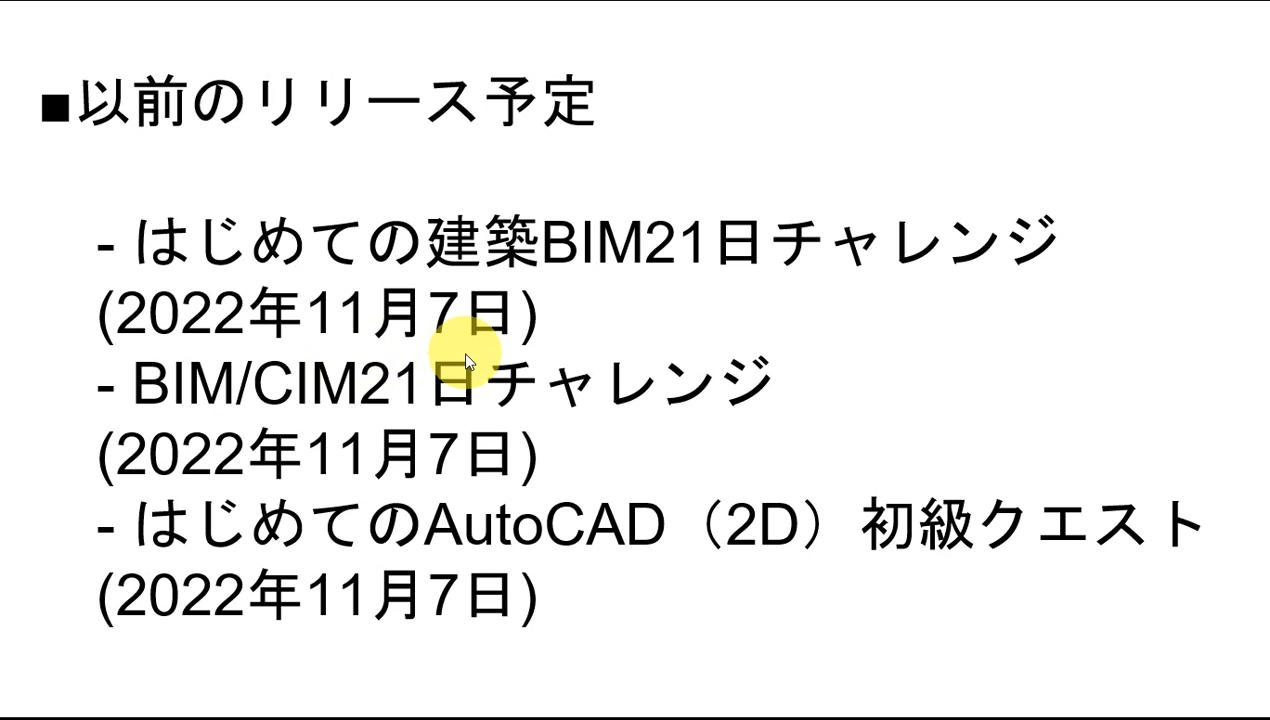 ■以前のリリース予定
- はじめての建築BIM21日チャレンジ
(2022年11月7日)
- BIM/CIM21日チャレンジ
(2022年11月7日)
- はじめてのAutoCAD（2D）初級クエスト
(2022年11月7日)